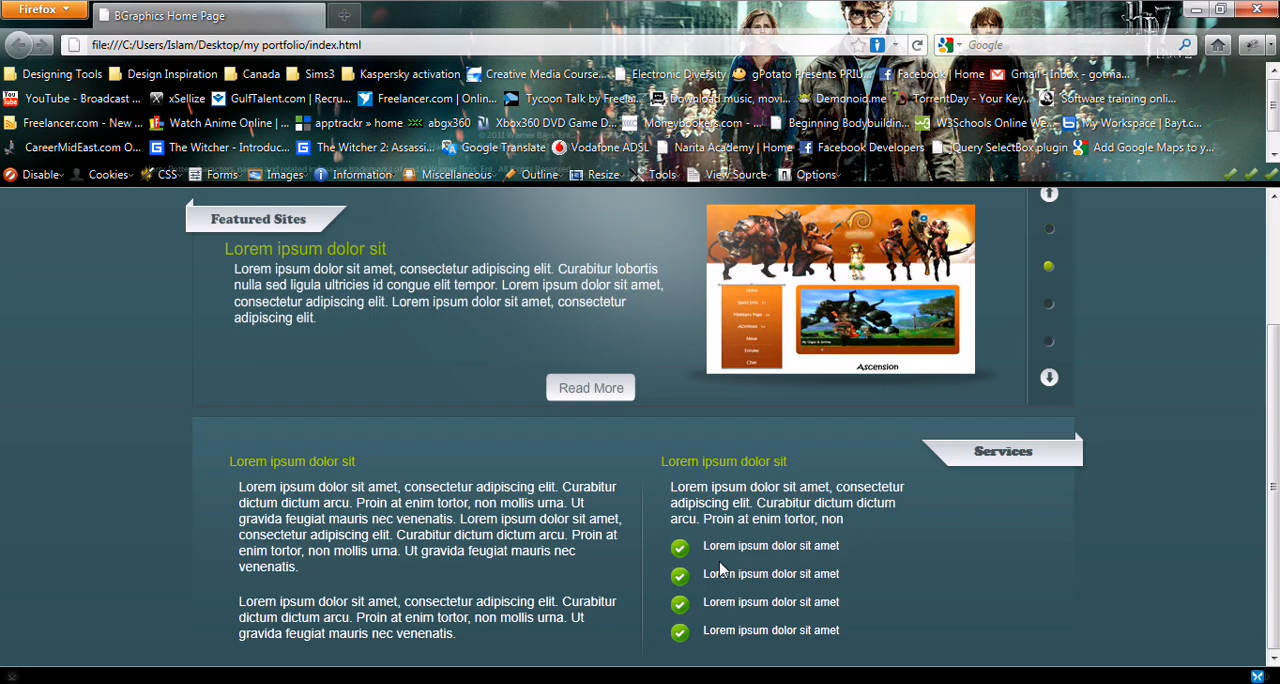 Firefox
BGraphics Home Page
file:///C:/Users/Islam/Desktop/my portfolio/index.html
Google
Designing Tools Design Inspiration Canada Sims3 Kaspersky activation Creative Media Course... Electronic Diversity gPotato Presents PRIU... Facebook | Home Gmail - Inbox - gotma...
YouTube - Broadcast ... xSellize GulfTalent.com | Recru... Freelancer.com | Onlin... Tycoon Talk by Freela... Download music, movi... Demonoid.me TorrentDay - Your Key... Software training onli...
Freelancer.com - New ... Watch Anime Online | ... apptrackr » home abgx360 Xbox360 DVD Game D... Moneybookers.com - ... Beginning Bodybuildin... W3Schools Online We... My Workspace | Bayt.c...
CareerMidEast.com O... The Witcher - Introduc... The Witcher 2: Assassi... Google Translate Vodafone ADSL Narita Academy | Home Facebook Developers jQuery SelectBox plugin Add Google Maps to y...
Disable Cookies CSS Forms Images Information Miscellaneous Outline Resize Tools View Source Options
Featured Sites
Lorem ipsum dolor sit
Lorem ipsum dolor sit amet, consectetur adipiscing elit. Curabitur lobortis
nulla sed ligula ultricies id congue elit tempor. Lorem ipsum dolor sit amet,
consectetur adipiscing elit. Lorem ipsum dolor sit amet, consectetur
adipiscing elit.
Read More
Home
About
Forums
Chat
Ascension
Services
Lorem ipsum dolor sit
Lorem ipsum dolor sit amet, consectetur adipiscing elit. Curabitur
dictum dictum arcu. Proin at enim tortor, non mollis urna. Ut
gravida feugiat mauris nec venenatis. Lorem ipsum dolor sit amet,
consectetur adipiscing elit. Curabitur dictum dictum arcu. Proin at
enim tortor, non mollis urna. Ut gravida feugiat mauris nec
venenatis.
Lorem ipsum dolor sit amet, consectetur adipiscing elit. Curabitur
dictum dictum arcu. Proin at enim tortor, non mollis urna. Ut
gravida feugiat mauris nec venenatis.
Lorem ipsum dolor sit
Lorem ipsum dolor sit amet, consectetur
adipiscing elit. Curabitur dictum dictum
arcu. Proin at enim tortor, non
Lorem ipsum dolor sit amet
Lorem ipsum dolor sit amet
Lorem ipsum dolor sit amet
Lorem ipsum dolor sit amet